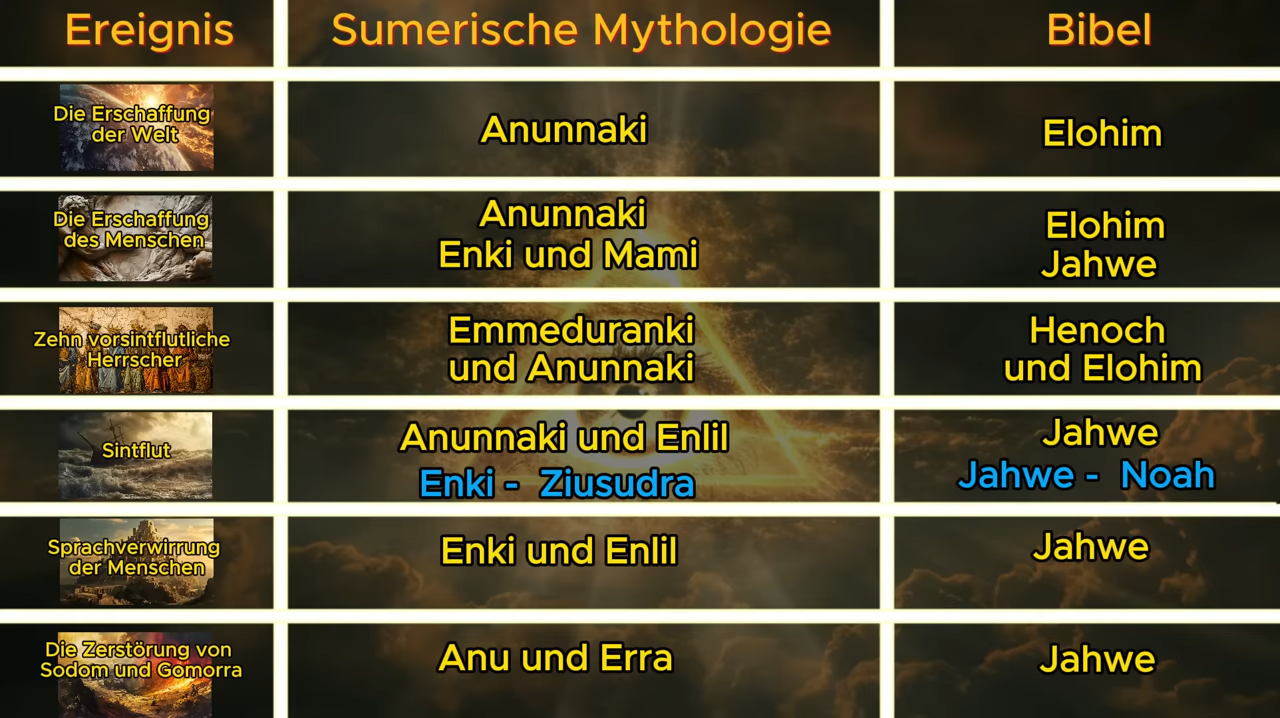 Ereignis
Sumerische Mythologie
Bibel
Die Erschaffung
der Welt
Anunnaki
Elohim
Die Erschaffung
des Menschen
Anunnaki
Enki und Mami
Elohim
Jahwe
Zehn vorsintflutliche
Herrscher
Emmeduranki
und Anunnaki
Henoch
und Elohim
Sintflut
Anunnaki und Enlil
Enki - Ziusudra
Jahwe
Jahwe - Noah
Sprachverwirrung
der Menschen
Enki und Enlil
Jahwe
Die Zerstörung von
Sodom und Gomorra
Anu und Erra
Jahwe